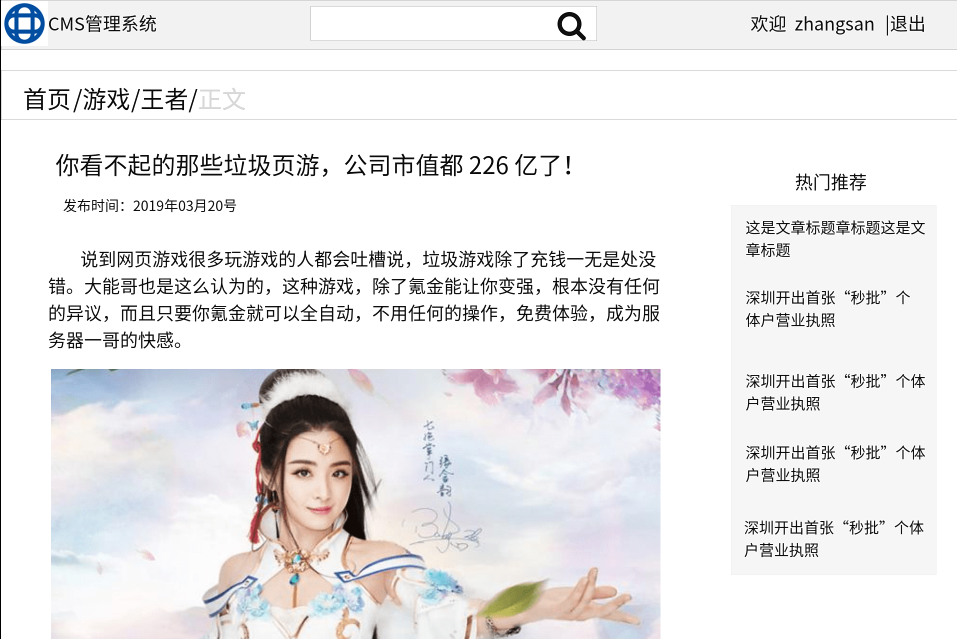 CMS管理系统
欢迎 zhangsan |退出
首页/游戏/王者/正文
你看不起的那些垃圾页游，公司市值都 226 亿了！
发布时间：2019年03月20号
说到网页游戏很多玩游戏的人都会吐槽说，垃圾游戏除了充钱一无是处没
错。大能哥也是这么认为的，这种游戏，除了氪金能让你变强，根本没有任何
的异议，而且只要你氪金就可以全自动，不用任何的操作，免费体验，成为服
务器一哥的快感。
七绝掌门人
张含韵
热门推荐
这是文章标题章标题这是文
章标题
深圳开出首张“秒批”个
体户营业执照
深圳开出首张“秒批”个体
户营业执照
深圳开出首张“秒批”个体
户营业执照
深圳开出首张“秒批”个体
户营业执照